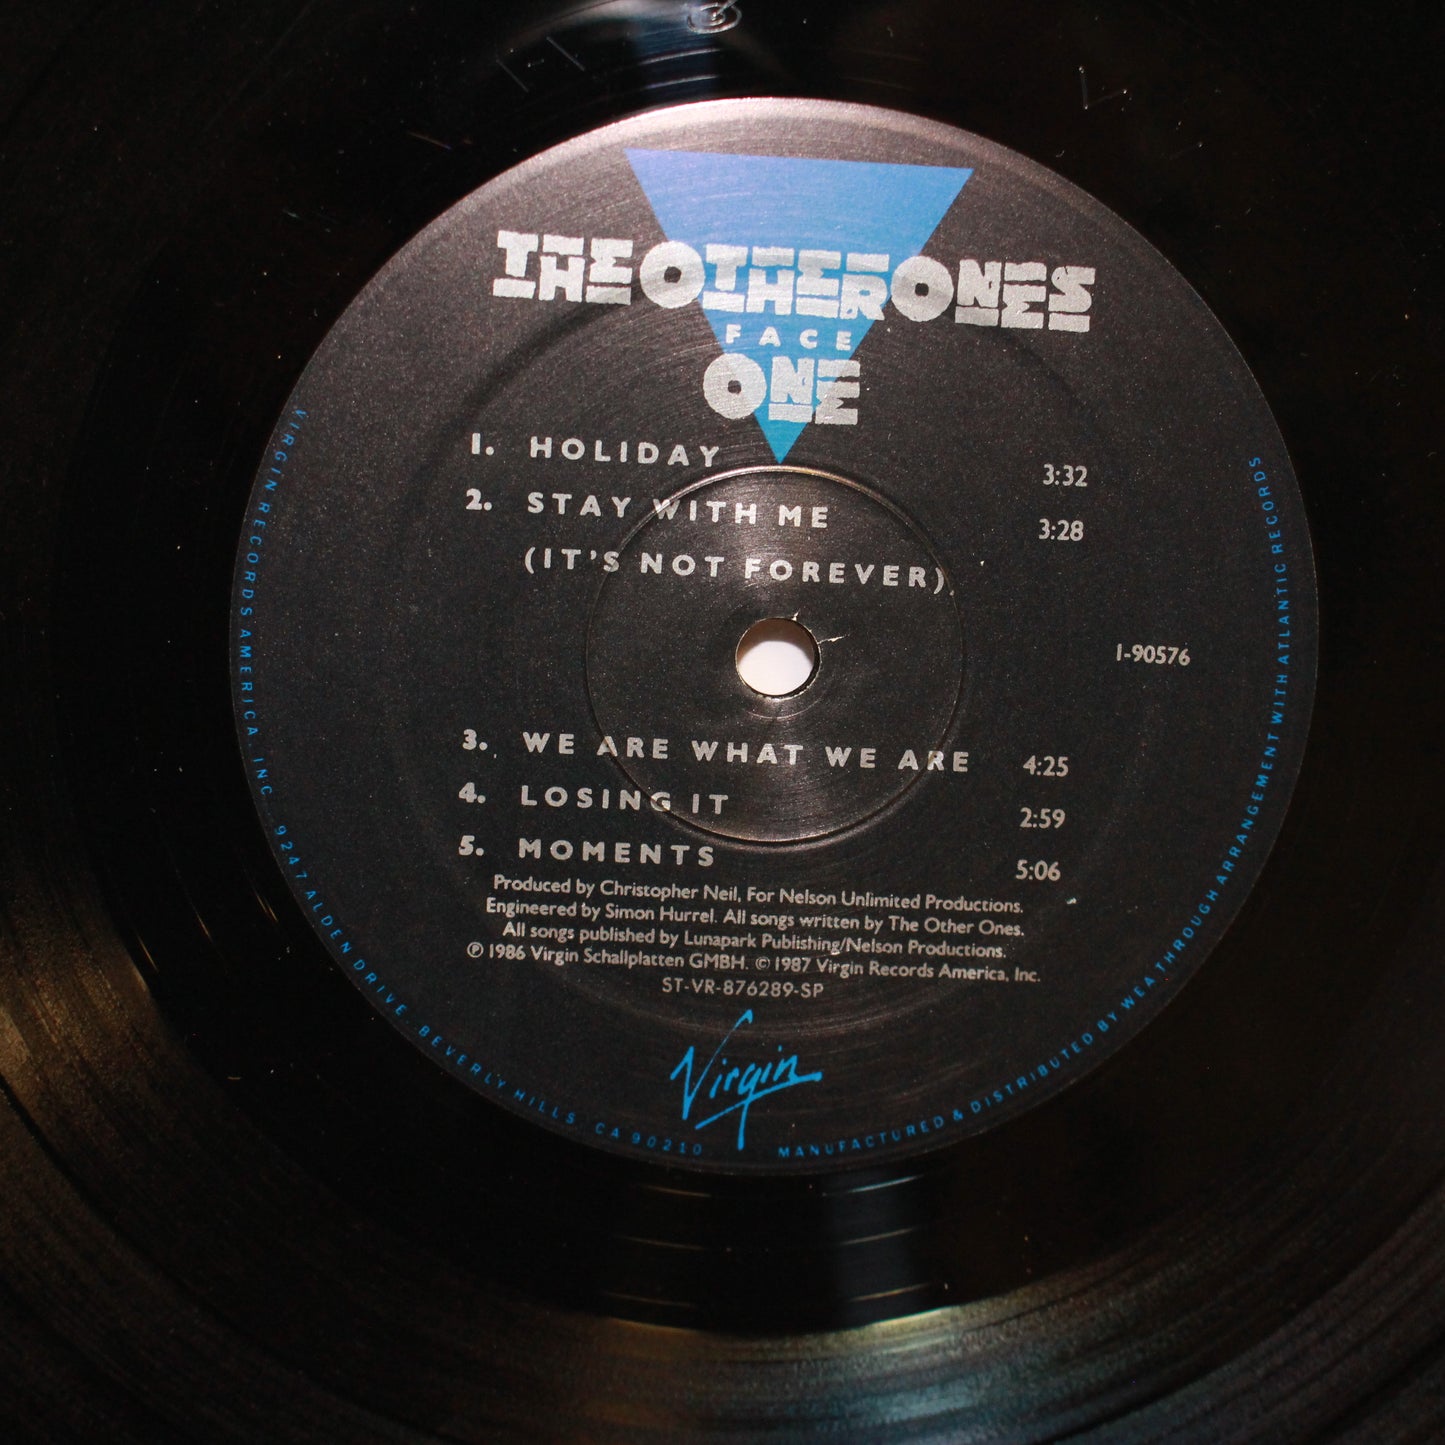 THE OTHER ONES
FACE
ONE
1. HOLIDAY 3:32
2. STAY WITH ME 3:28
(IT'S NOT FOREVER)
1-90576
3. WE ARE WHAT WE ARE 4:25
4. LOSING IT 2:59
5. MOMENTS 5:06
Produced by Christopher Neil, For Nelson Unlimited Productions.
Engineered by Simon Hurrel. All songs written by The Other Ones.
All songs published by Lunapark Publishing/Nelson Productions.
℗ 1986 Virgin Schallplatten GMBH. © 1987 Virgin Records America, Inc.
ST-VR-876289-SP
Virgin
VIRGIN RECORDS AMERICA, INC. 9247 ALDEN DRIVE. BEVERLY HILLS. CA 90210
MANUFACTURED & DISTRIBUTED BY WEA THROUGH ARRANGEMENT WITH ATLANTIC RECORDS